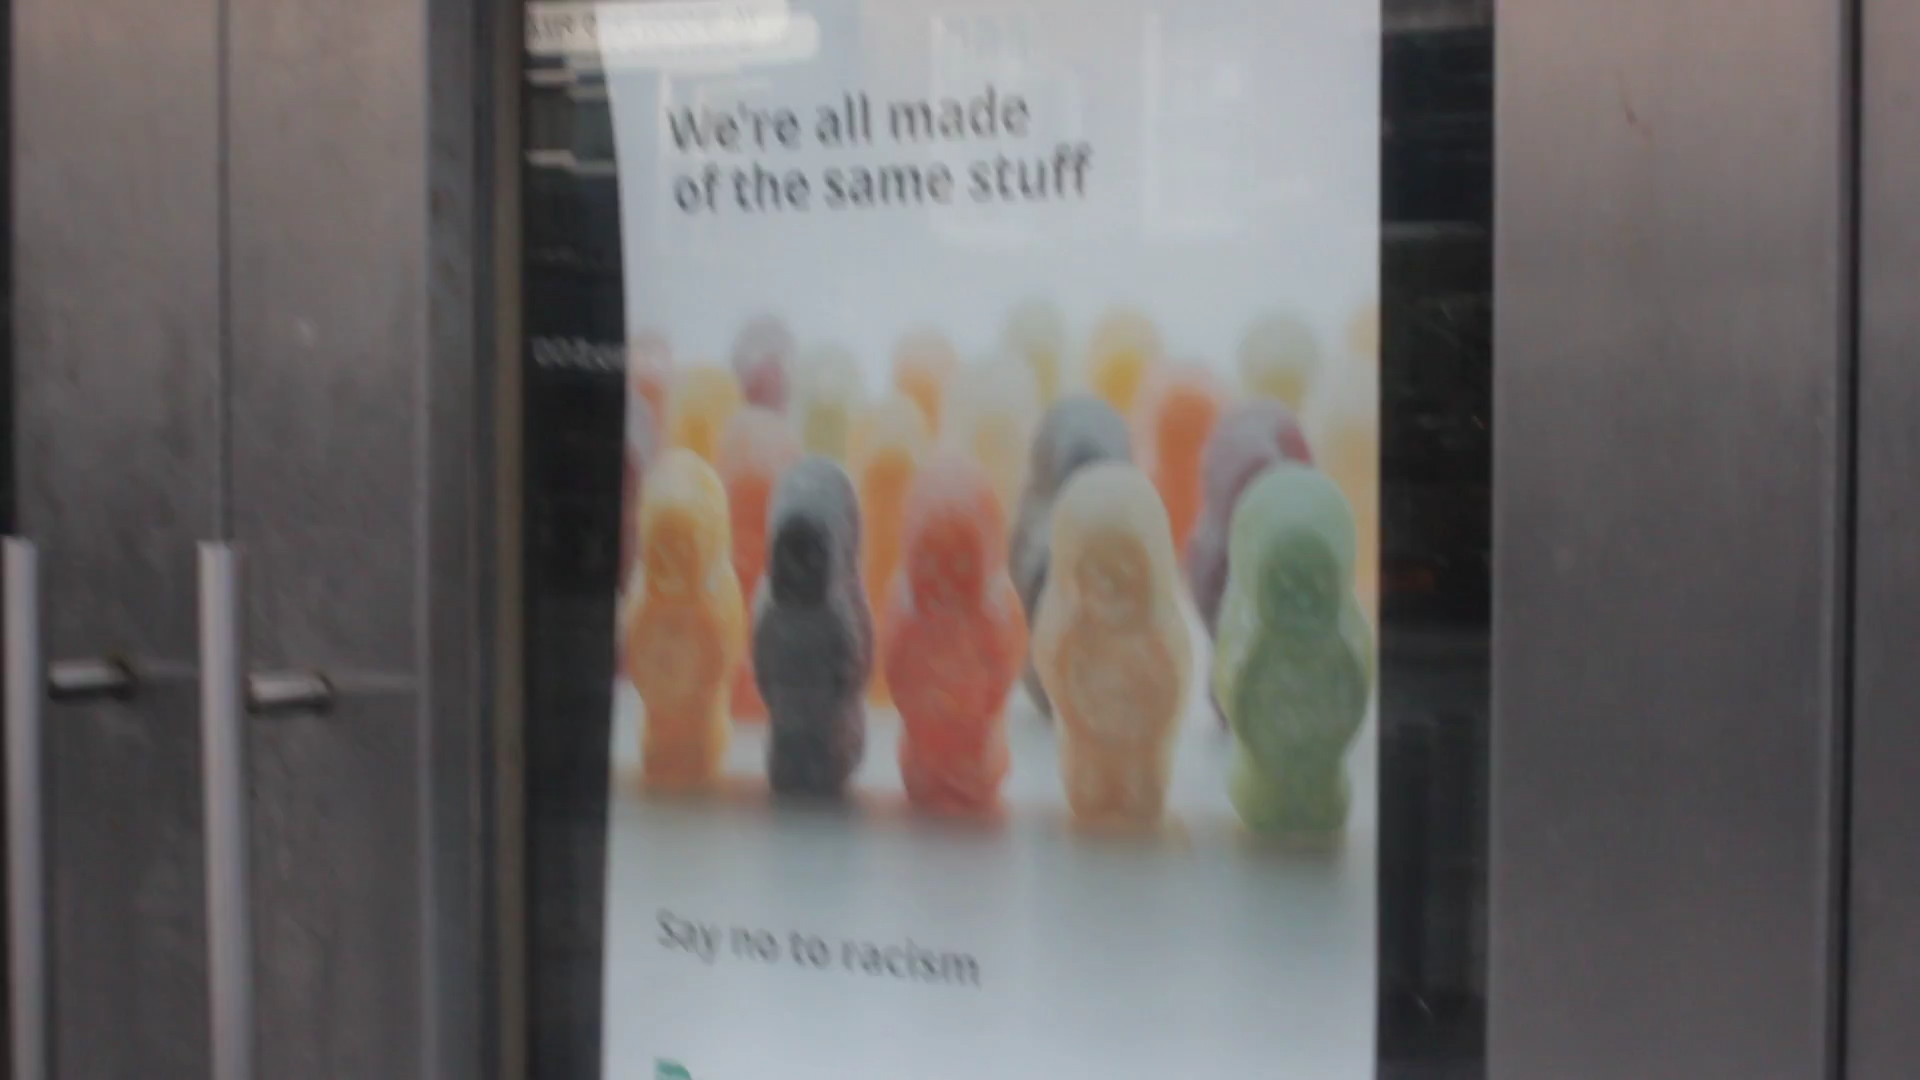 We're all made
of the same stuff
Say no to racism